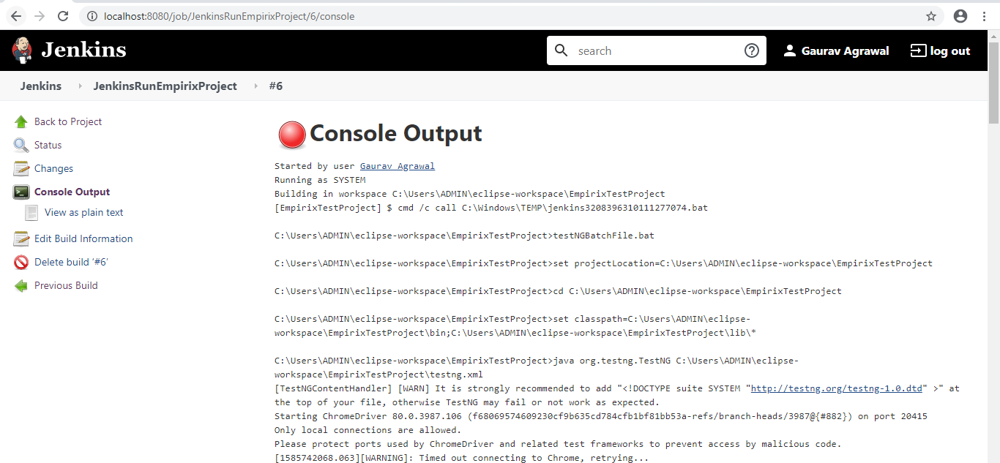 localhost:8080/job/JenkinsRunEmpirixProject/6/console
Jenkins
search
Gaurav Agrawal
log out
Jenkins
JenkinsRunEmpirixProject
#6
Back to Project
Status
Changes
Console Output
View as plain text
Edit Build Information
Delete build '#6'
Previous Build
Console Output
Started by user Gaurav Agrawal
Running as SYSTEM
Building in workspace C:\Users\ADMIN\eclipse-workspace\EmpirixTestProject
[EmpirixTestProject] $ cmd /c call C:\Windows\TEMP\jenkins3208396310111277074.bat
C:\Users\ADMIN\eclipse-workspace\EmpirixTestProject>testNGBatchFile.bat
C:\Users\ADMIN\eclipse-workspace\EmpirixTestProject>set projectLocation=C:\Users\ADMIN\eclipse-workspace\EmpirixTestProject
C:\Users\ADMIN\eclipse-workspace\EmpirixTestProject>cd C:\Users\ADMIN\eclipse-workspace\EmpirixTestProject
C:\Users\ADMIN\eclipse-workspace\EmpirixTestProject>set classpath=C:\Users\ADMIN\eclipse-
workspace\EmpirixTestProject\bin;C:\Users\ADMIN\eclipse-workspace\EmpirixTestProject\lib\*
C:\Users\ADMIN\eclipse-workspace\EmpirixTestProject>java org.testng.TestNG C:\Users\ADMIN\eclipse-
workspace\EmpirixTestProject\testng.xml
[TestNGContentHandler] [WARN] It is strongly recommended to add "<!DOCTYPE suite SYSTEM "http://testng.org/testng-1.0.dtd" >" at
the top of your file, otherwise TestNG may fail or not work as expected.
Starting ChromeDriver 80.0.3987.106 (f68069574609230cf9b635cd784cfb1bf81bb53a-refs/branch-heads/3987@{#882}) on port 20415
Only local connections are allowed.
Please protect ports used by ChromeDriver and related test frameworks to prevent access by malicious code.
[1585742068.063][WARNING]: Timed out connecting to Chrome, retrying...